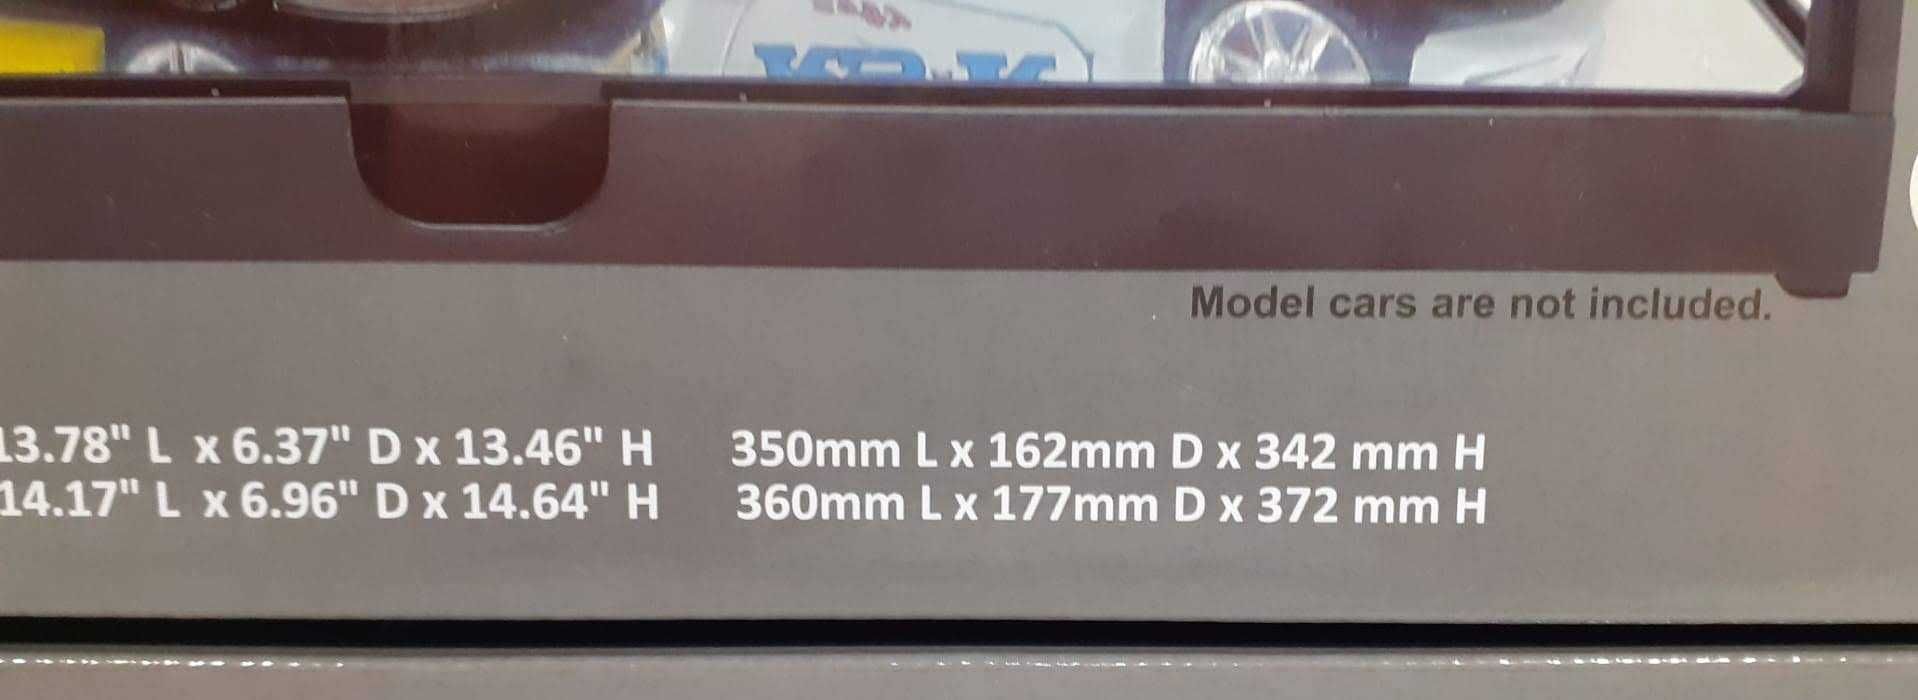 Model cars are not included.
13.78" L x 6.37" D x 13.46" H 350mm L x 162mm D x 342 mm H
14.17" L x 6.96" D x 14.64" H 360mm L x 177mm D x 372 mm H